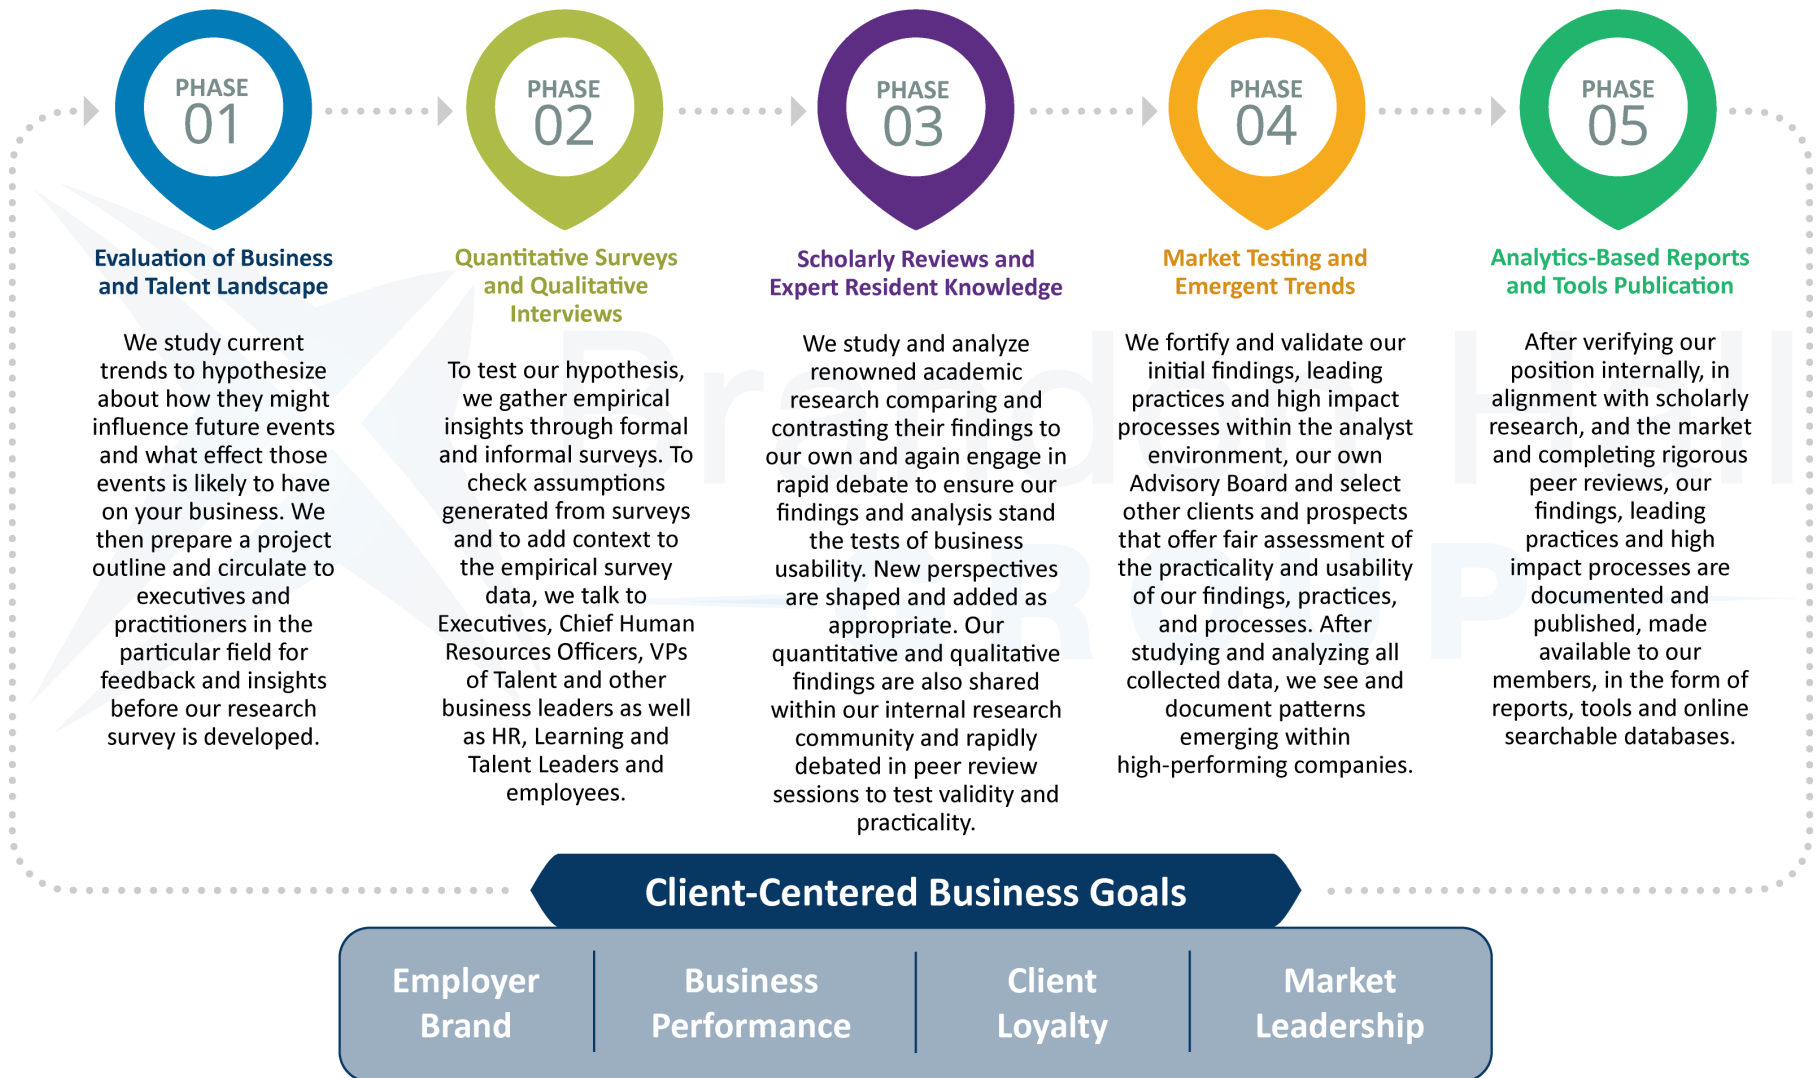 PHASE
01
Evaluation of Business
and Talent Landscape
We study current
trends to hypothesize
about how they might
influence future events
and what effect those
events is likely to have
on your business. We
then prepare a project
outline and circulate to
executives and
practitioners in the
particular field for
feedback and insights
before our research
survey is developed.
PHASE
02
Quantitative Surveys
and Qualitative
Interviews
To test our hypothesis,
we gather empirical
insights through formal
and informal surveys. To
check assumptions
generated from surveys
and to add context to
the empirical survey
data, we talk to
Executives, Chief Human
Resources Officers, VPs
of Talent and other
business leaders as well
as HR, Learning and
Talent Leaders and
employees.
PHASE
03
Scholarly Reviews and
Expert Resident Knowledge
We study and analyze
renowned academic
research comparing and
contrasting their findings to
our own and again engage in
rapid debate to ensure our
findings and analysis stand
the tests of business
usability. New perspectives
are shaped and added as
appropriate. Our
quantitative and qualitative
findings are also shared
within our internal research
community and rapidly
debated in peer review
sessions to test validity and
practicality.
PHASE
04
Market Testing and
Emergent Trends
We fortify and validate our
initial findings, leading
practices and high impact
processes within the analyst
environment, our own
Advisory Board and select
other clients and prospects
that offer fair assessment of
the practicality and usability
of our findings, practices,
and processes. After
studying and analyzing all
collected data, we see and
document patterns
emerging within
high-performing companies.
PHASE
05
Analytics-Based Reports
and Tools Publication
After verifying our
position internally, in
alignment with scholarly
research, and the market
and completing rigorous
peer reviews, our
findings, leading
practices and high
impact processes are
documented and
published, made
available to our
members, in the form of
reports, tools and online
searchable databases.
Brandon Hall
GROUP
Client-Centered Business Goals
Employer
Brand
Business
Performance
Client
Loyalty
Market
Leadership